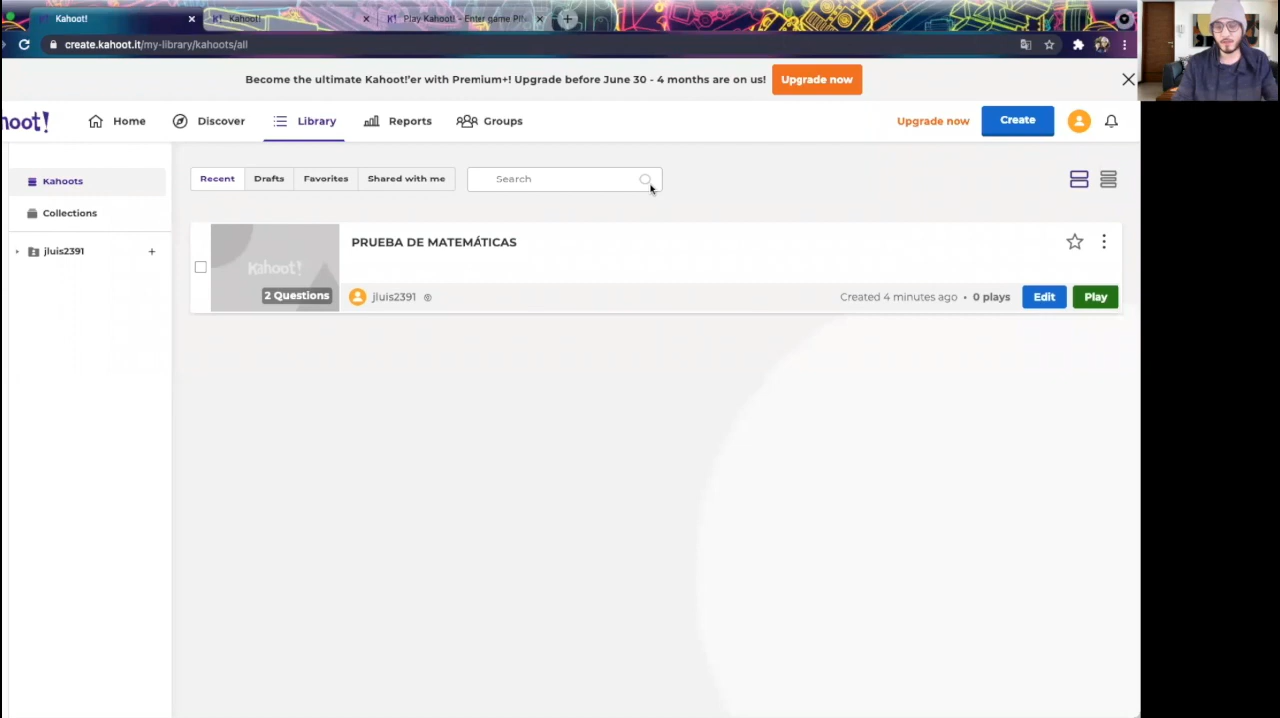 Kahoot!
Kahoot!
Play Kahoot! - Enter game PIN
create.kahoot.it/my-library/kahoots/all
Become the ultimate Kahoot!'er with Premium+! Upgrade before June 30 - 4 months are on us!
Upgrade now
hoot!
Home
Discover
Library
Reports
Groups
Upgrade now
Create
Kahoots
Collections
jluis2391
Recent
Drafts
Favorites
Shared with me
Search
Kahoot!
2 Questions
PRUEBA DE MATEMÁTICAS
jluis2391
Created 4 minutes ago • 0 plays
Edit
Play